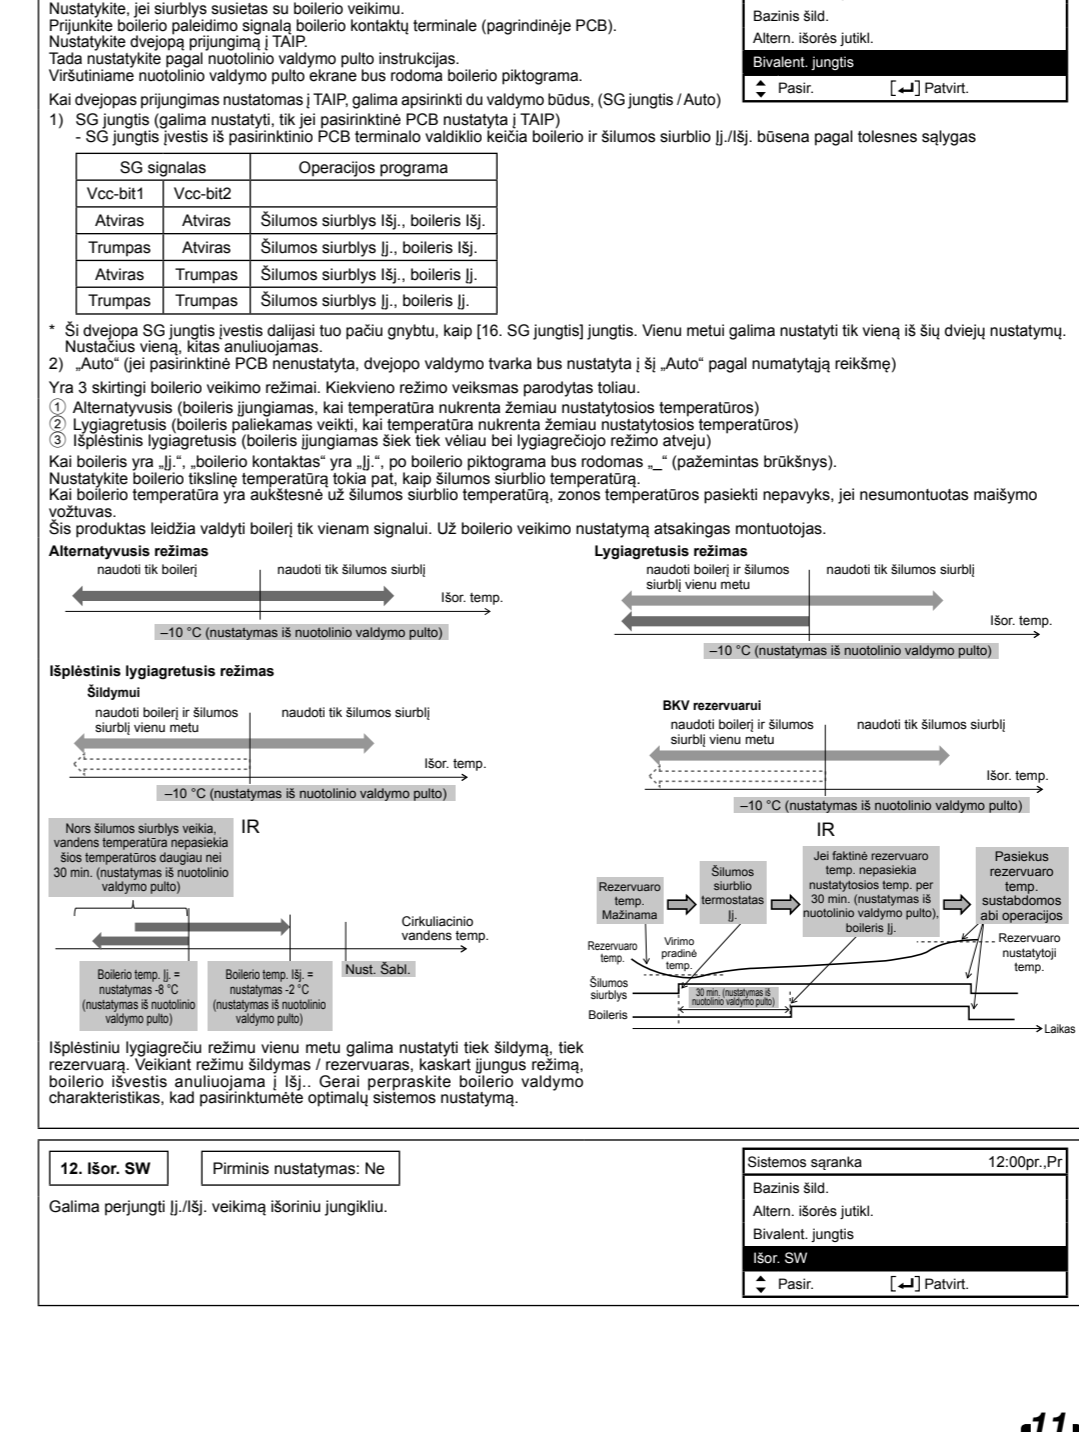 Nustatykite, jei siurblys susietas su boilerio veikimu.
Prijunkite boilerio paleidimo signalą boilerio kontaktų terminale (pagrindinėje PCB).
Nustatykite dvejopą prijungimą į TAIP.
Tada nustatykite pagal nuotolinio valdymo pulto instrukcijas.
Viršutiniame nuotolinio valdymo pulto ekrane bus rodoma boilerio piktograma.
Bazinis šild.
Altern. išorės jutikl.
Bivalent. jungtis
Pasir. [↵] Patvirt.
Kai dvejopas prijungimas nustatomas į TAIP, galima apsirinkti du valdymo būdus, (SG jungtis / Auto)
1) SG jungtis (galima nustatyti, tik jei pasirinktinė PCB nustatyta į TAIP)
- SG jungtis įvestis iš pasirinktinio PCB terminalo valdiklio keičia boilerio ir šilumos siurblio Įj./Išj. būsena pagal tolesnes sąlygas
SG signalas Operacijos programa
Vcc-bit1 Vcc-bit2
Atviras Atviras Šilumos siurblys Išj., boileris Išj.
Trumpas Atviras Šilumos siurblys Įj., boileris Išj.
Atviras Trumpas Šilumos siurblys Išj., boileris Įj.
Trumpas Trumpas Šilumos siurblys Įj., boileris Įj.
* Ši dvejopa SG jungtis įvestis dalijasi tuo pačiu gnybtu, kaip [16. SG jungtis] jungtis. Vienu metui galima nustatyti tik vieną iš šių dviejų nustatymų.
Nustačius vieną, kitas anuliuojamas.
2) „Auto“ (jei pasirinktinė PCB nenustatyta, dvejopo valdymo tvarka bus nustatyta į šį „Auto“ pagal numatytąją reikšmę)
Yra 3 skirtingi boilerio veikimo režimai. Kiekvieno režimo veiksmas parodytas toliau.
① Alternatyvusis (boileris įjungiamas, kai temperatūra nukrenta žemiau nustatytosios temperatūros)
② Lygiagretusis (boileris paliekamas veikti, kai temperatūra nukrenta žemiau nustatytosios temperatūros)
③ Išplėstinis lygiagretusis (boileris įjungiamas šiek tiek vėliau bei lygiagrečiojo režimo atveju)
Kai boileris yra „Įj.“, „boilerio kontaktas“ yra „Įj.“, po boilerio piktograma bus rodomas „_“ (pažemintas brūkšnys).
Nustatykite boilerio tikslinę temperatūrą tokia pat, kaip šilumos siurblio temperatūrą.
Kai boilerio temperatūra yra aukštesnė už šilumos siurblio temperatūrą, zonos temperatūros pasiekti nepavyks, jei nesumontuotas maišymo
vožtuvas.
Šis produktas leidžia valdyti boilerį tik vienam signalui. Už boilerio veikimo nustatymą atsakingas montuotojas.
Alternatyvusis režimas
naudoti tik boilerį naudoti tik šilumos siurblį
Išor. temp.
–10 °C (nustatymas iš nuotolinio valdymo pulto)
Lygiagretusis režimas
naudoti boilerį ir šilumos
siurblį vienu metu
naudoti tik šilumos siurblį
Išor. temp.
–10 °C (nustatymas iš nuotolinio valdymo pulto)
Išplėstinis lygiagretusis režimas
Šildymui
naudoti boilerį ir šilumos
siurblį vienu metu
naudoti tik šilumos siurblį
Išor. temp.
–10 °C (nustatymas iš nuotolinio valdymo pulto)
IR
Nors šilumos siurblys veikia,
vandens temperatūra nepasiekia
šios temperatūros daugiau nei
30 min. (nustatymas iš nuotolinio
valdymo pulto)
Cirkuliacinio
vandens temp.
Boilerio temp. Įj. =
nustatymas -8 °C
(nustatymas iš nuotolinio
valdymo pulto)
Boilerio temp. Išj. =
nustatymas -2 °C
(nustatymas iš nuotolinio
valdymo pulto)
Nust. Šabl.
BKV rezervuarui
naudoti boilerį ir šilumos
siurblį vienu metu
naudoti tik šilumos siurblį
Išor. temp.
–10 °C (nustatymas iš nuotolinio valdymo pulto)
IR
Rezervuaro
temp.
Mažinama
Šilumos
siurblio
termostatas
Įj.
Jei faktinė rezervuaro
temp. nepasiekia
nustatytosios temp. per
30 min. (nustatymas iš
nuotolinio valdymo pulto),
boileris Įj.
Pasiekus
rezervuaro
temp.
sustabdomos
abi operacijos
Rezervuaro
temp.
Virimo
pradinė
temp.
Rezervuaro
nustatytoji
temp.
Šilumos
siurblys
30 min. (nustatymas iš
nuotolinio valdymo pulto)
Boileris
Laikas
Išplėstiniu lygiagrečiu režimu vienu metu galima nustatyti tiek šildymą, tiek
rezervuarą. Veikiant režimu šildymas / rezervuaras, kaskart įjungus režimą,
boilerio išvestis anuliuojama į Išj.. Gerai perpraskite boilerio valdymo
charakteristikas, kad pasirinktumėte optimalų sistemos nustatymą.
12. Išor. SW
Pirminis nustatymas: Ne
Galima perjungti Įj./Išj. veikimą išoriniu jungikliu.
Sistemos sąranka 12:00pr.,Pr
Bazinis šild.
Altern. išorės jutikl.
Bivalent. jungtis
Išor. SW
Pasir. [↵] Patvirt.
11